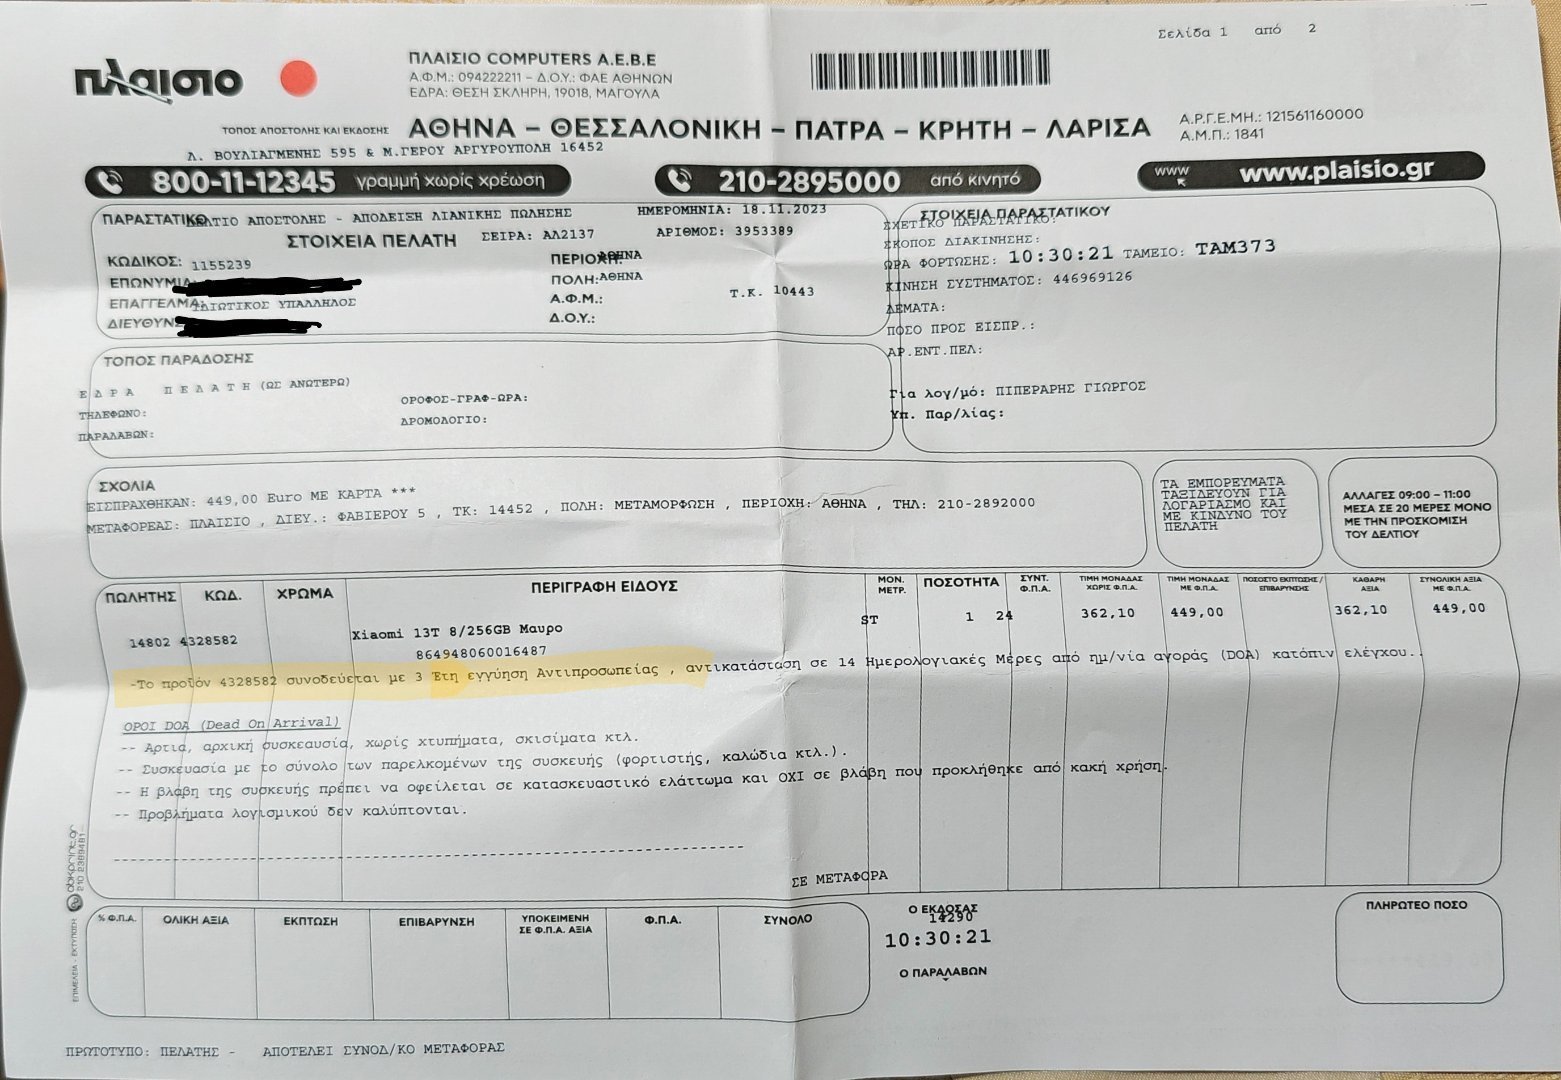 Σελίδα 1 από 2
πλαισιο
ΠΛΑΙΣΙΟ COMPUTERS Α.Ε.Β.Ε
Α.Φ.Μ.: 094222211 – Δ.Ο.Υ.: ΦΑΕ ΑΘΗΝΩΝ
ΕΔΡΑ: ΘΕΣΗ ΣΚΛΗΡΗ, 19018, ΜΑΓΟΥΛΑ
ΤΟΠΟΣ ΑΠΟΣΤΟΛΗΣ ΚΑΙ ΕΚΔΟΣΗΣ ΑΘΗΝΑ – ΘΕΣΣΑΛΟΝΙΚΗ – ΠΑΤΡΑ – ΚΡΗΤΗ – ΛΑΡΙΣΑ
Α.Ρ.Γ.Ε.ΜΗ.: 121561160000
Α.Μ.Π.: 1841
Λ. ΒΟΥΛΙΑΓΜΕΝΗΣ 595 & Μ.ΓΕΡΟΥ ΑΡΓΥΡΟΥΠΟΛΗ 16452
800-11-12345 γραμμή χωρίς χρέωση
210-2895000 από κινητό
www www.plaisio.gr
ΠΑΡΑΣΤΑΤΙΚΟ ΔΕΛΤΙΟ ΑΠΟΣΤΟΛΗΣ - ΑΠΟΔΕΙΞΗ ΛΙΑΝΙΚΗΣ ΠΩΛΗΣΗΣ ΗΜΕΡΟΜΗΝΙΑ: 18.11.2023
ΣΤΟΙΧΕΙΑ ΠΕΛΑΤΗ ΣΕΙΡΑ: ΑΛ2137 ΑΡΙΘΜΟΣ: 3953389
ΚΩΔΙΚΟΣ: 1155239 ΠΕΡΙΟΧΗ: ΑΘΗΝΑ
ΕΠΩΝΥΜΙΑ: ΠΟΛΗ: ΑΘΗΝΑ
ΕΠΑΓΓΕΛΜΑ: ΙΔΙΩΤΙΚΟΣ ΥΠΑΛΛΗΛΟΣ Α.Φ.Μ.: Τ.Κ. 10443
ΔΙΕΥΘΥΝΣ Δ.Ο.Υ.:
ΣΤΟΙΧΕΙΑ ΠΑΡΑΣΤΑΤΙΚΟΥ
ΣΧΕΤΙΚΟ ΠΑΡΑΣΤΑΤΙΚΟ:
ΣΚΟΠΟΣ ΔΙΑΚΙΝΗΣΗΣ:
ΩΡΑ ΦΟΡΤΩΣΗΣ: 10:30:21 ΤΑΜΕΙΟ: ΤΑΜ373
ΚΙΝΗΣΗ ΣΥΣΤΗΜΑΤΟΣ: 446969126
ΔΕΜΑΤΑ:
ΠΟΣΟ ΠΡΟΣ ΕΙΣΠΡ.:
ΑΡ.ΕΝΤ.ΠΕΛ:
Για λογ/μό: ΠΙΠΕΡΑΡΗΣ ΓΙΩΡΓΟΣ
Υπ. Παρ/λίας:
ΤΟΠΟΣ ΠΑΡΑΔΟΣΗΣ
Ε Δ Ρ Α Π Ε Λ Α Τ Η (ΩΣ ΑΝΩΤΕΡΩ)
ΤΗΛΕΦΩΝΟ: ΟΡΟΦΟΣ-ΓΡΑΦ-ΩΡΑ:
ΠΑΡΑΛΑΒΩΝ: ΔΡΟΜΟΛΟΓΙΟ:
ΣΧΟΛΙΑ
ΕΙΣΠΡΑΧΘΗΚΑΝ: 449,00 Euro ΜΕ ΚΑΡΤΑ ***
ΜΕΤΑΦΟΡΕΑΣ: ΠΛΑΙΣΙΟ , ΔΙΕΥ.: ΦΑΒΙΕΡΟΥ 5 , ΤΚ: 14452 , ΠΟΛΗ: ΜΕΤΑΜΟΡΦΩΣΗ , ΠΕΡΙΟΧΗ: ΑΘΗΝΑ , ΤΗΛ: 210-2892000
ΤΑ ΕΜΠΟΡΕΥΜΑΤΑ
ΤΑΞΙΔΕΥΟΥΝ ΓΙΑ
ΛΟΓΑΡΙΑΣΜΟ ΚΑΙ
ΜΕ ΚΙΝΔΥΝΟ ΤΟΥ
ΠΕΛΑΤΗ
ΑΛΛΑΓΕΣ 09:00 – 11:00
ΜΕΣΑ ΣΕ 20 ΜΕΡΕΣ ΜΟΝΟ
ΜΕ ΤΗΝ ΠΡΟΣΚΟΜΙΣΗ
ΤΟΥ ΔΕΛΤΙΟΥ
ΠΩΛΗΤΗΣ ΚΩΔ. ΧΡΩΜΑ ΠΕΡΙΓΡΑΦΗ ΕΙΔΟΥΣ ΜΟΝ. ΜΕΤΡ. ΠΟΣΟΤΗΤΑ ΣΥΝΤ. Φ.Π.Α. ΤΙΜΗ ΜΟΝΑΔΑΣ ΧΩΡΙΣ Φ.Π.Α. ΤΙΜΗ ΜΟΝΑΔΑΣ ΜΕ Φ.Π.Α. ΠΟΣΟΣΤΟ ΕΚΠΤΩΣΗΣ / ΕΠΙΒΑΡΥΝΣΗΣ ΚΑΘΑΡΗ ΑΞΙΑ ΣΥΝΟΛΙΚΗ ΑΞΙΑ ΜΕ Φ.Π.Α.
14802 4328582 Xiaomi 13T 8/256GB Μαυρο ST 1 24 362,10 449,00 362,10 449,00
864948060016487
-Το προϊόν 4328582 συνοδεύεται με 3 Έτη εγγύηση Αντιπροσωπείας , αντικατάσταση σε 14 Ημερολογιακές Μέρες από ημ/νία αγοράς (DOA) κατόπιν ελέγχου..
ΟΡΟΙ DOA (Dead On Arrival)
-- Αρτια, αρχική συσκευασία, χωρίς χτυπήματα, σκισίματα κτλ.
-- Συσκευασία με το σύνολο των παρελκομένων της συσκευής (φορτιστής, καλώδια κτλ.).
-- Η βλάβη της συσκευής πρέπει να οφείλεται σε κατασκευαστικό ελάττωμα και ΟΧΙ σε βλάβη που προκλήθηκε από κακή χρήση.
-- Προβλήματα λογισμικού δεν καλύπτονται.
ΣΕ ΜΕΤΑΦΟΡΑ
% Φ.Π.Α. ΟΛΙΚΗ ΑΞΙΑ ΕΚΠΤΩΣΗ ΕΠΙΒΑΡΥΝΣΗ ΥΠΟΚΕΙΜΕΝΗ ΣΕ Φ.Π.Α. ΑΞΙΑ Φ.Π.Α. ΣΥΝΟΛΟ
Ο ΕΚΔΟΣΑΣ
14290
10:30:21
Ο ΠΑΡΑΛΑΒΩΝ
ΠΛΗΡΩΤΕΟ ΠΟΣΟ
ΕΠΙΜΕΛΕΙΑ - ΕΚΤΥΠΩΣΗ:
ΠΡΩΤΟΤΥΠΟ: ΠΕΛΑΤΗΣ - ΑΠΟΤΕΛΕΙ ΣΥΝΟΔ/ΚΟ ΜΕΤΑΦΟΡΑΣ